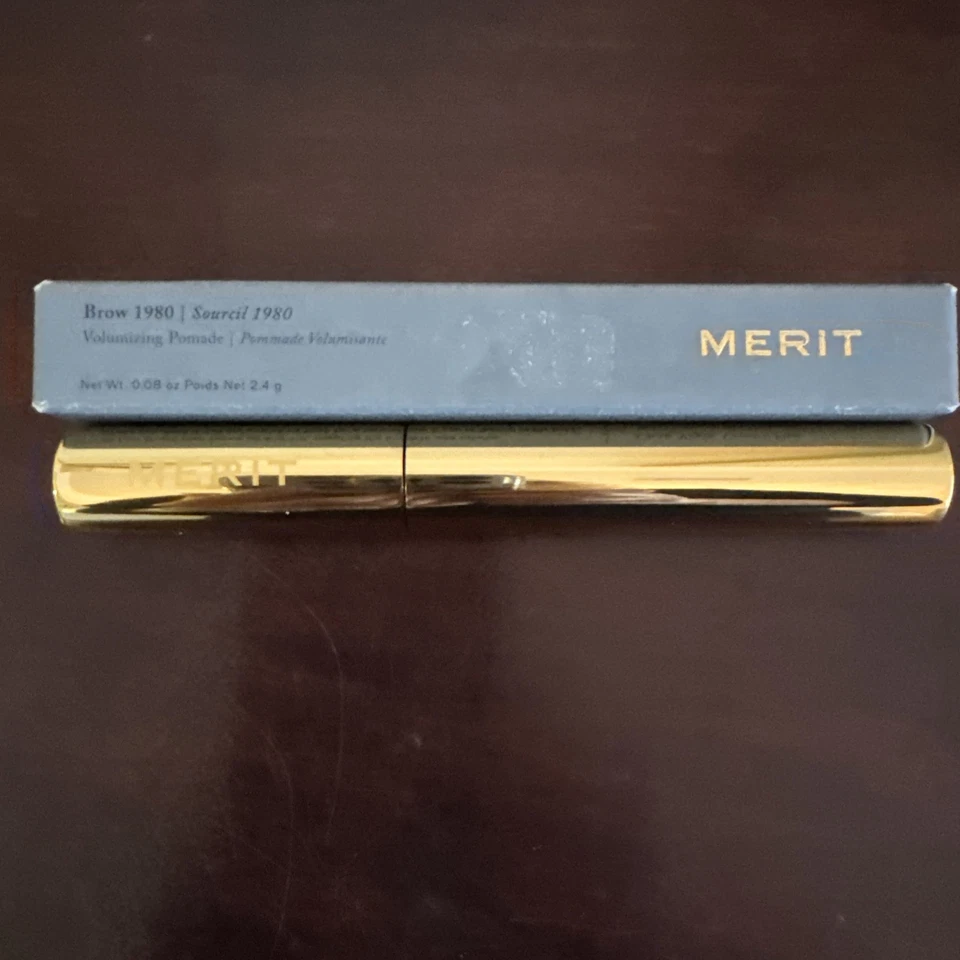 Brow 1980 | Sourcil 1980
Volumizing Pomade | Pommade Volumisante
Net Wt. 0.08 oz Poids Net 2.4 g
MERIT
MERIT